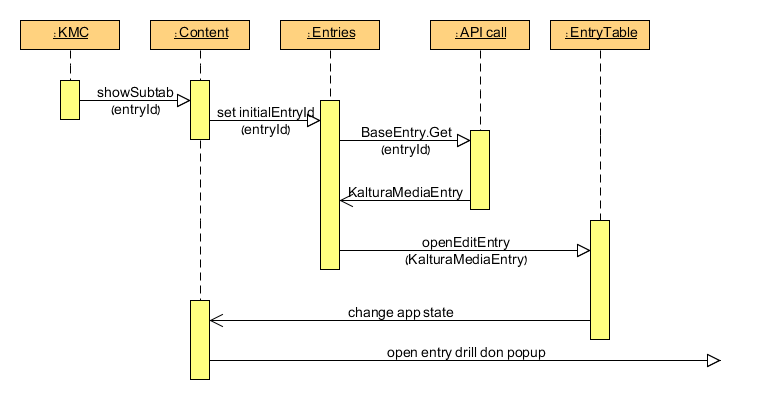 :KMC
:Content
:Entries
:API call
:EntryTable
showSubtab
(entryId)
set initialEntryId
(entryId)
BaseEntry.Get
(entryId)
KalturaMediaEntry
openEditEntry
(KalturaMediaEntry)
change app state
open entry drill don popup